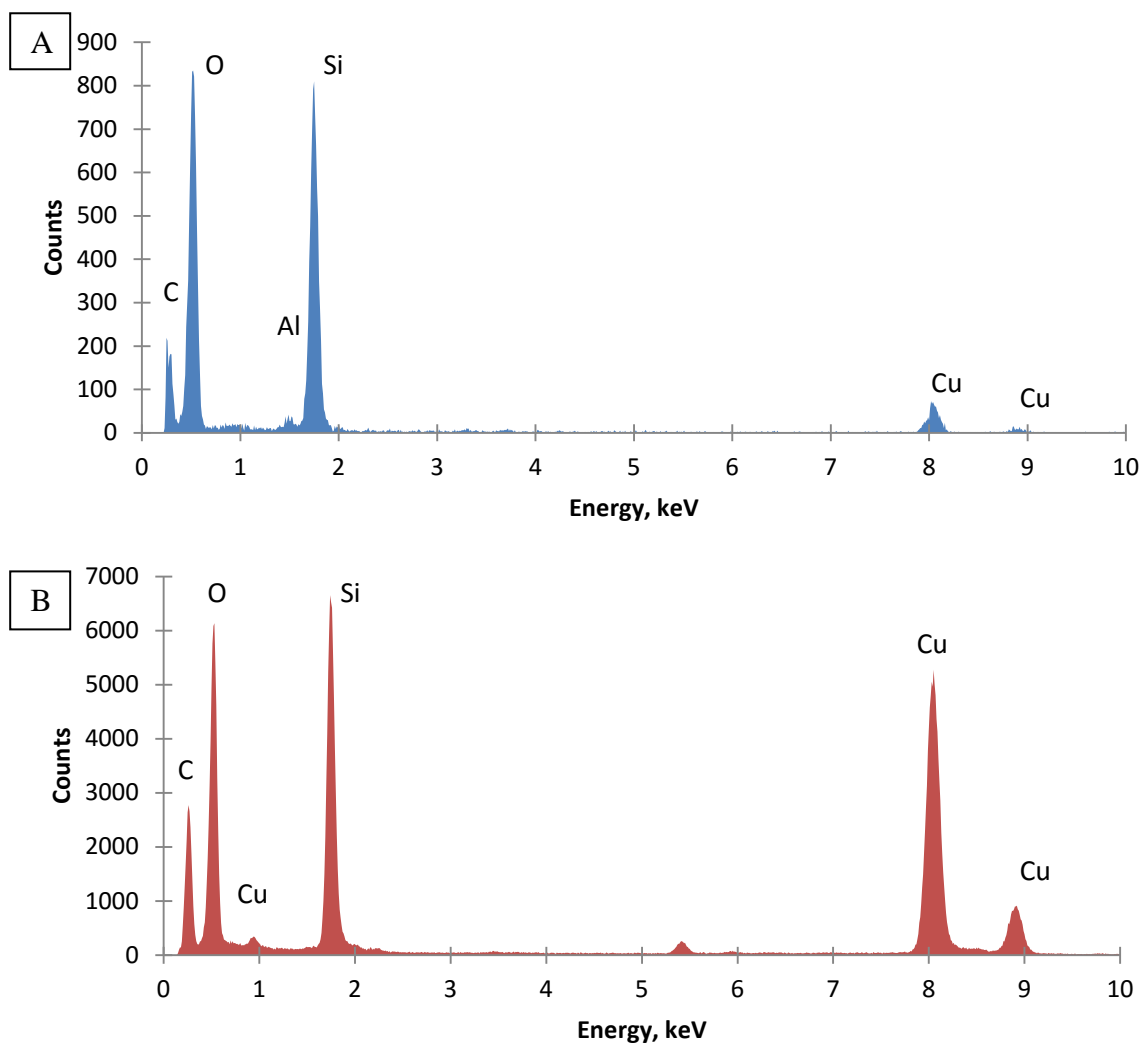 A
900
800
700
600
500
400
300
200
100
0
Counts
O
Si
C
Al
Cu
Cu
0 1 2 3 4 5 6 7 8 9 10
Energy, keV
B
7000
6000
5000
4000
3000
2000
1000
0
Counts
O
Si
Cu
C
Cu
Cu
0 1 2 3 4 5 6 7 8 9 10
Energy, keV